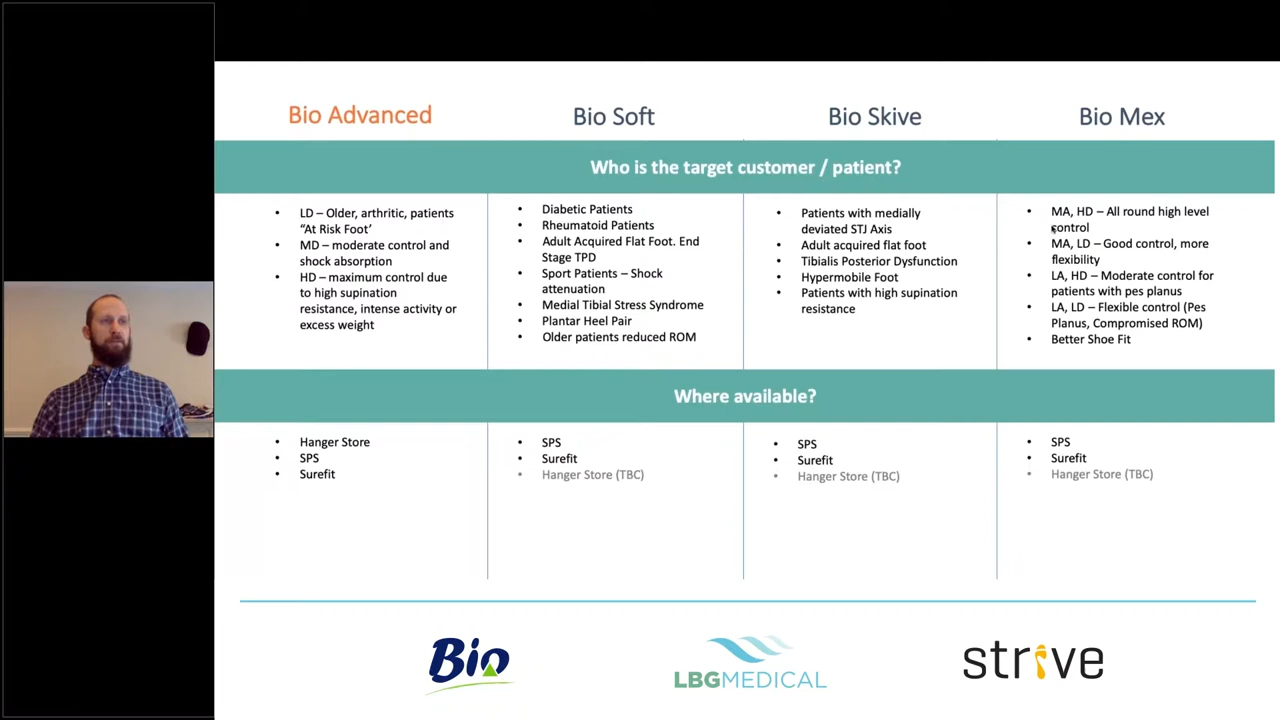 Bio Advanced
Bio Soft
Bio Skive
Bio Mex
Who is the target customer / patient?
• LD – Older, arthritic, patients
“At Risk Foot’
• MD – moderate control and
shock absorption
• HD – maximum control due
to high supination
resistance, intense activity or
excess weight
• Diabetic Patients
• Rheumatoid Patients
• Adult Acquired Flat Foot. End
Stage TPD
• Sport Patients – Shock
attenuation
• Medial Tibial Stress Syndrome
• Plantar Heel Pair
• Older patients reduced ROM
• Patients with medially
deviated STJ Axis
• Adult acquired flat foot
• Tibialis Posterior Dysfunction
• Hypermobile Foot
• Patients with high supination
resistance
• MA, HD – All round high level
control
• MA, LD – Good control, more
flexibility
• LA, HD – Moderate control for
patients with pes planus
• LA, LD – Flexible control (Pes
Planus, Compromised ROM)
• Better Shoe Fit
Where available?
• Hanger Store
• SPS
• Surefit
• SPS
• Surefit
• Hanger Store (TBC)
• SPS
• Surefit
• Hanger Store (TBC)
• SPS
• Surefit
• Hanger Store (TBC)
Bio
LBGMEDICAL
strive